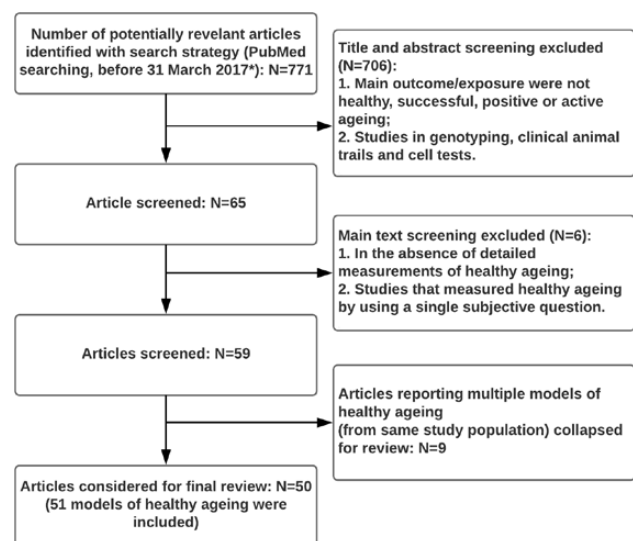 Number of potentially revelant articles
identified with search strategy (PubMed
searching, before 31 March 2017*): N=771
Title and abstract screening excluded
(N=706):
1. Main outcome/exposure were not
healthy, successful, positive or active
ageing;
2. Studies in genotyping, clinical animal
trails and cell tests.
Article screened: N=65
Main text screening excluded (N=6):
1. In the absence of detailed
measurements of healthy ageing;
2. Studies that measured healthy ageing
by using a single subjective question.
Articles screened: N=59
Articles reporting multiple models of
healthy ageing
(from same study population) collapsed
for review: N=9
Articles considered for final review: N=50
(51 models of healthy ageing were
included)